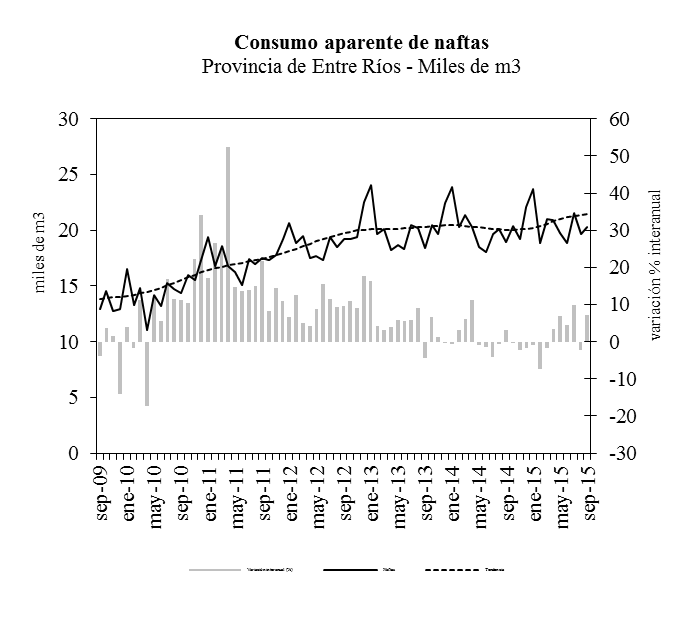 Consumo aparente de naftas
Provincia de Entre Ríos - Miles de m3
30
25
20
15
10
5
0
miles de m3
60
50
40
30
20
10
0
-10
-20
-30
variación % interanual
sep-09
ene-10
may-10
sep-10
ene-11
may-11
sep-11
ene-12
may-12
sep-12
ene-13
may-13
sep-13
ene-14
may-14
sep-14
ene-15
may-15
sep-15
Variación interanual (%)
Naftas
Tendencia